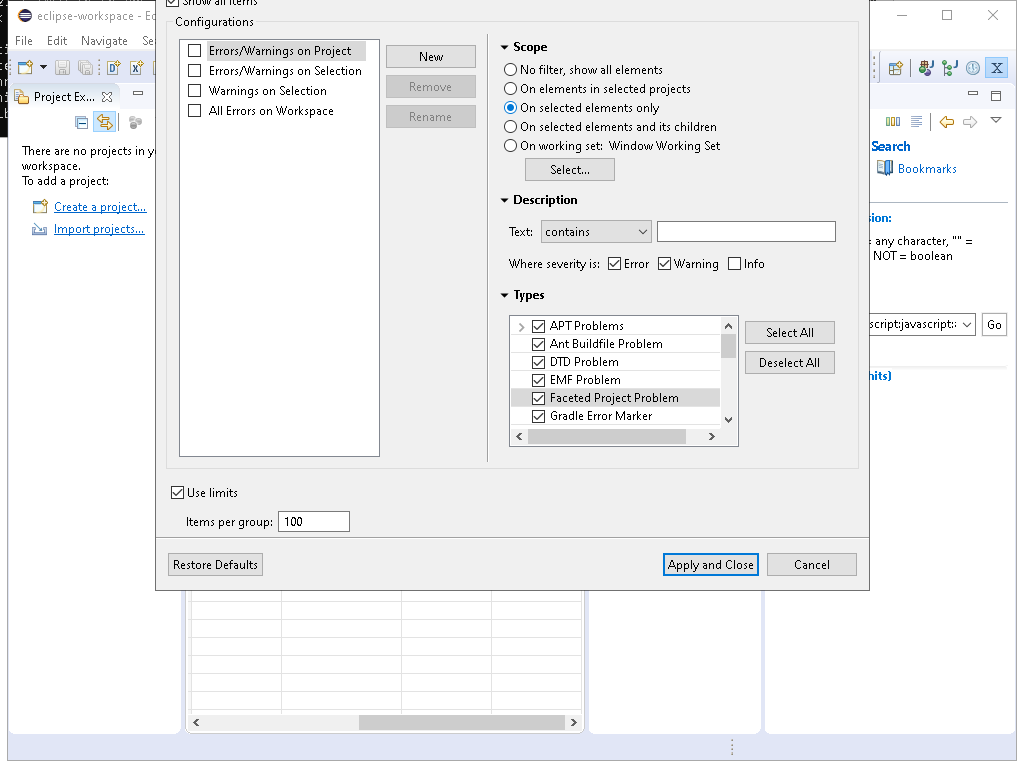 eclipse-workspace - Ec
Show all items
File Edit Navigate Se
Configurations
Errors/Warnings on Project
Errors/Warnings on Selection
Warnings on Selection
All Errors on Workspace
New
Remove
Rename
Scope
No filter, show all elements
On elements in selected projects
On selected elements only
On selected elements and its children
On working set: Window Working Set
Select...
Description
Text: contains
Where severity is: Error Warning Info
Types
APT Problems
Ant Buildfile Problem
DTD Problem
EMF Problem
Faceted Project Problem
Gradle Error Marker
Select All
Deselect All
Use limits
Items per group: 100
Restore Defaults
Apply and Close
Cancel
Project Ex...
There are no projects in y
workspace.
To add a project:
Create a project...
Import projects...
Search
Bookmarks
sion:
= any character, "" =
NOT = boolean
script:javascript:
Go
hits)